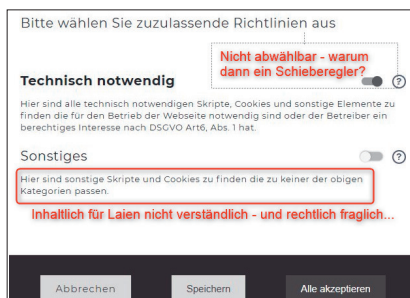 Bitte wählen Sie zuzulassende Richtlinien aus
Nicht abwählbar - warum
dann ein Schieberegler?
Technisch notwendig
?
Hier sind alle technisch notwendigen Skripte, Cookies und sonstige Elemente zu
finden die für den Betrieb der Webseite notwendig sind oder der Betreiber ein
berechtiges Interesse nach DSGVO Art6, Abs. 1 hat.
Sonstiges
?
Hier sind sonstige Skripte und Cookies zu finden die zu keiner der obigen
Kategorien passen.
Inhaltlich für Laien nicht verständlich - und rechtlich fraglich...
Abbrechen
Speichern
Alle akzeptieren